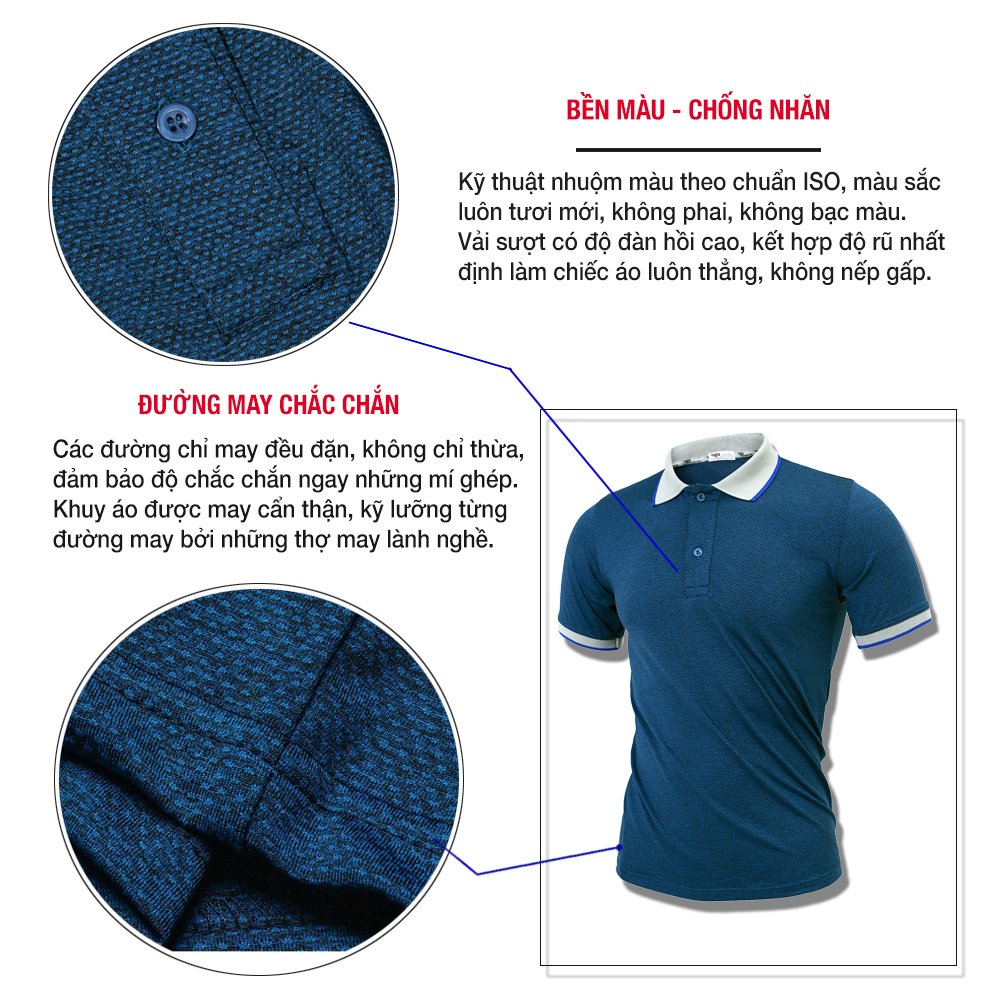 BỀN MÀU - CHỐNG NHĂN
Kỹ thuật nhuộm màu theo chuẩn ISO, màu sắc
luôn tươi mới, không phai, không bạc màu.
Vải sượt có độ đàn hồi cao, kết hợp độ rũ nhất
định làm chiếc áo luôn thẳng, không nếp gấp.
ĐƯỜNG MAY CHẮC CHẮN
Các đường chỉ may đều đặn, không chỉ thừa,
đảm bảo độ chắc chắn ngay những mí ghép.
Khuy áo được may cẩn thận, kỹ lưỡng từng
đường may bởi những thợ may lành nghề.